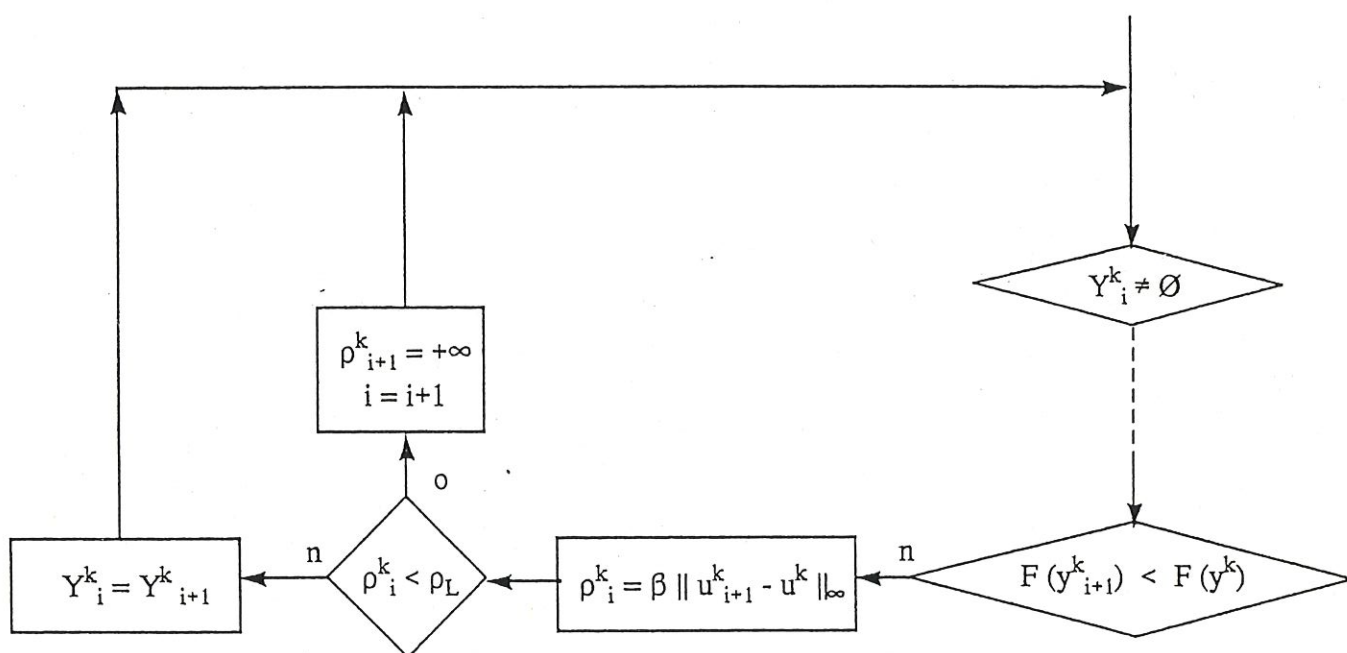 Y^k_i ≠ Ø
ρ^k_{i+1} = +∞
i = i+1
o
n
Y^k_i = Y^k_{i+1}
ρ^k_i < ρ_L
ρ^k_i = β || u^k_{i+1} - u^k ||_∞
n
F (y^k_{i+1}) < F (y^k)